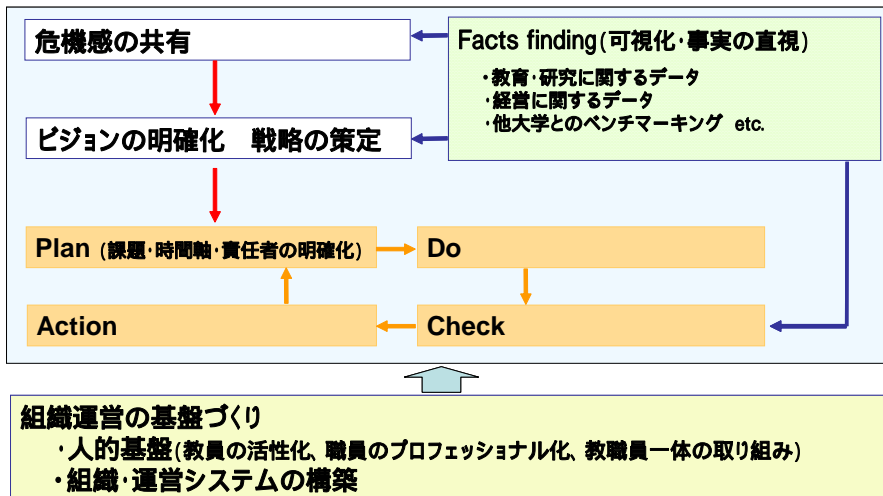 危機感の共有
Facts finding(可視化・事実の直視)
・教育・研究に関するデータ
・経営に関するデータ
・他大学とのベンチマーキング etc.
ビジョンの明確化　戦略の策定
Plan (課題・時間軸・責任者の明確化)
Do
Action
Check
組織運営の基盤づくり
・人的基盤(教員の活性化、職員のプロフェッショナル化、教職員一体の取り組み)
・組織・運営システムの構築